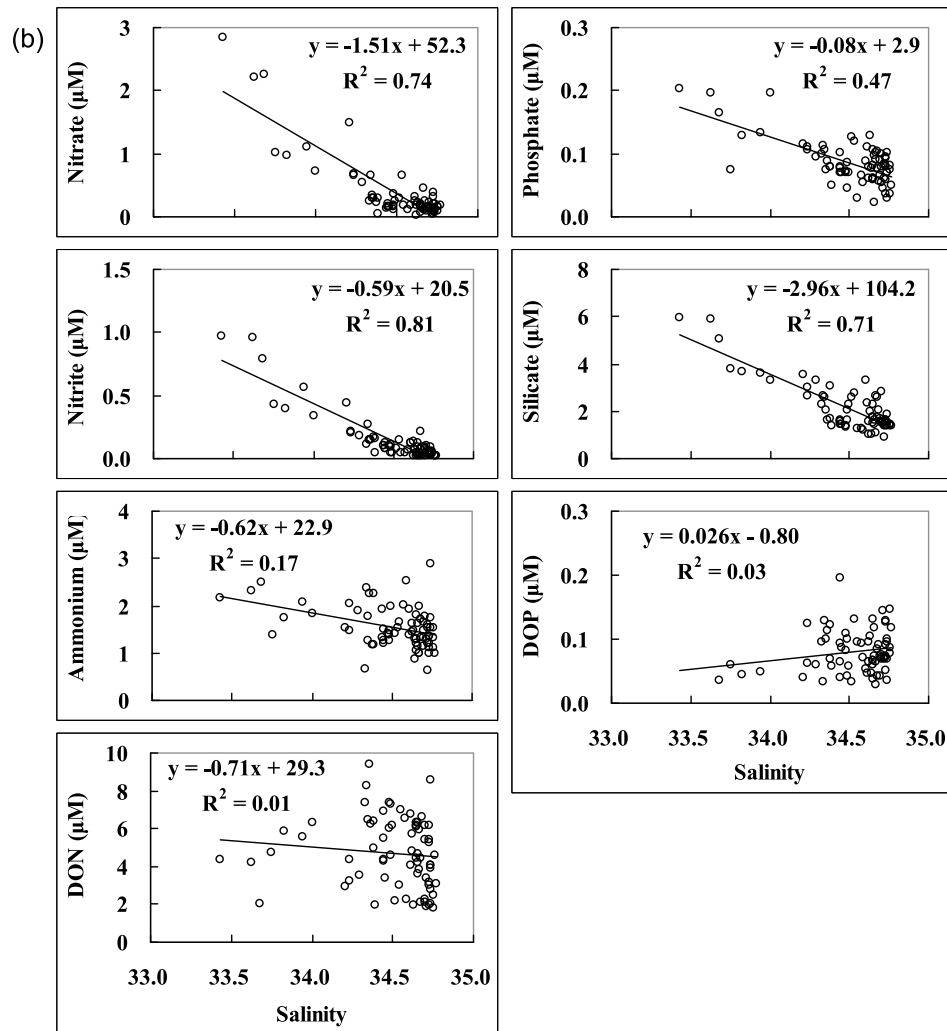 (b)
Nitrate (μM)
3
2
1
0
y = -1.51x + 52.3
R² = 0.74
Phosphate (μM)
0.3
0.2
0.1
0.0
y = -0.08x + 2.9
R² = 0.47
Nitrite (μM)
1.5
1.0
0.5
0.0
y = -0.59x + 20.5
R² = 0.81
Silicate (μM)
8
6
4
2
0
y = -2.96x + 104.2
R² = 0.71
Ammonium (μM)
4
3
2
1
0
y = -0.62x + 22.9
R² = 0.17
DOP (μM)
0.3
0.2
0.1
0.0
y = 0.026x - 0.80
R² = 0.03
33.0 33.5 34.0 34.5 35.0
Salinity
DON (μM)
10
8
6
4
2
0
y = -0.71x + 29.3
R² = 0.01
33.0 33.5 34.0 34.5 35.0
Salinity